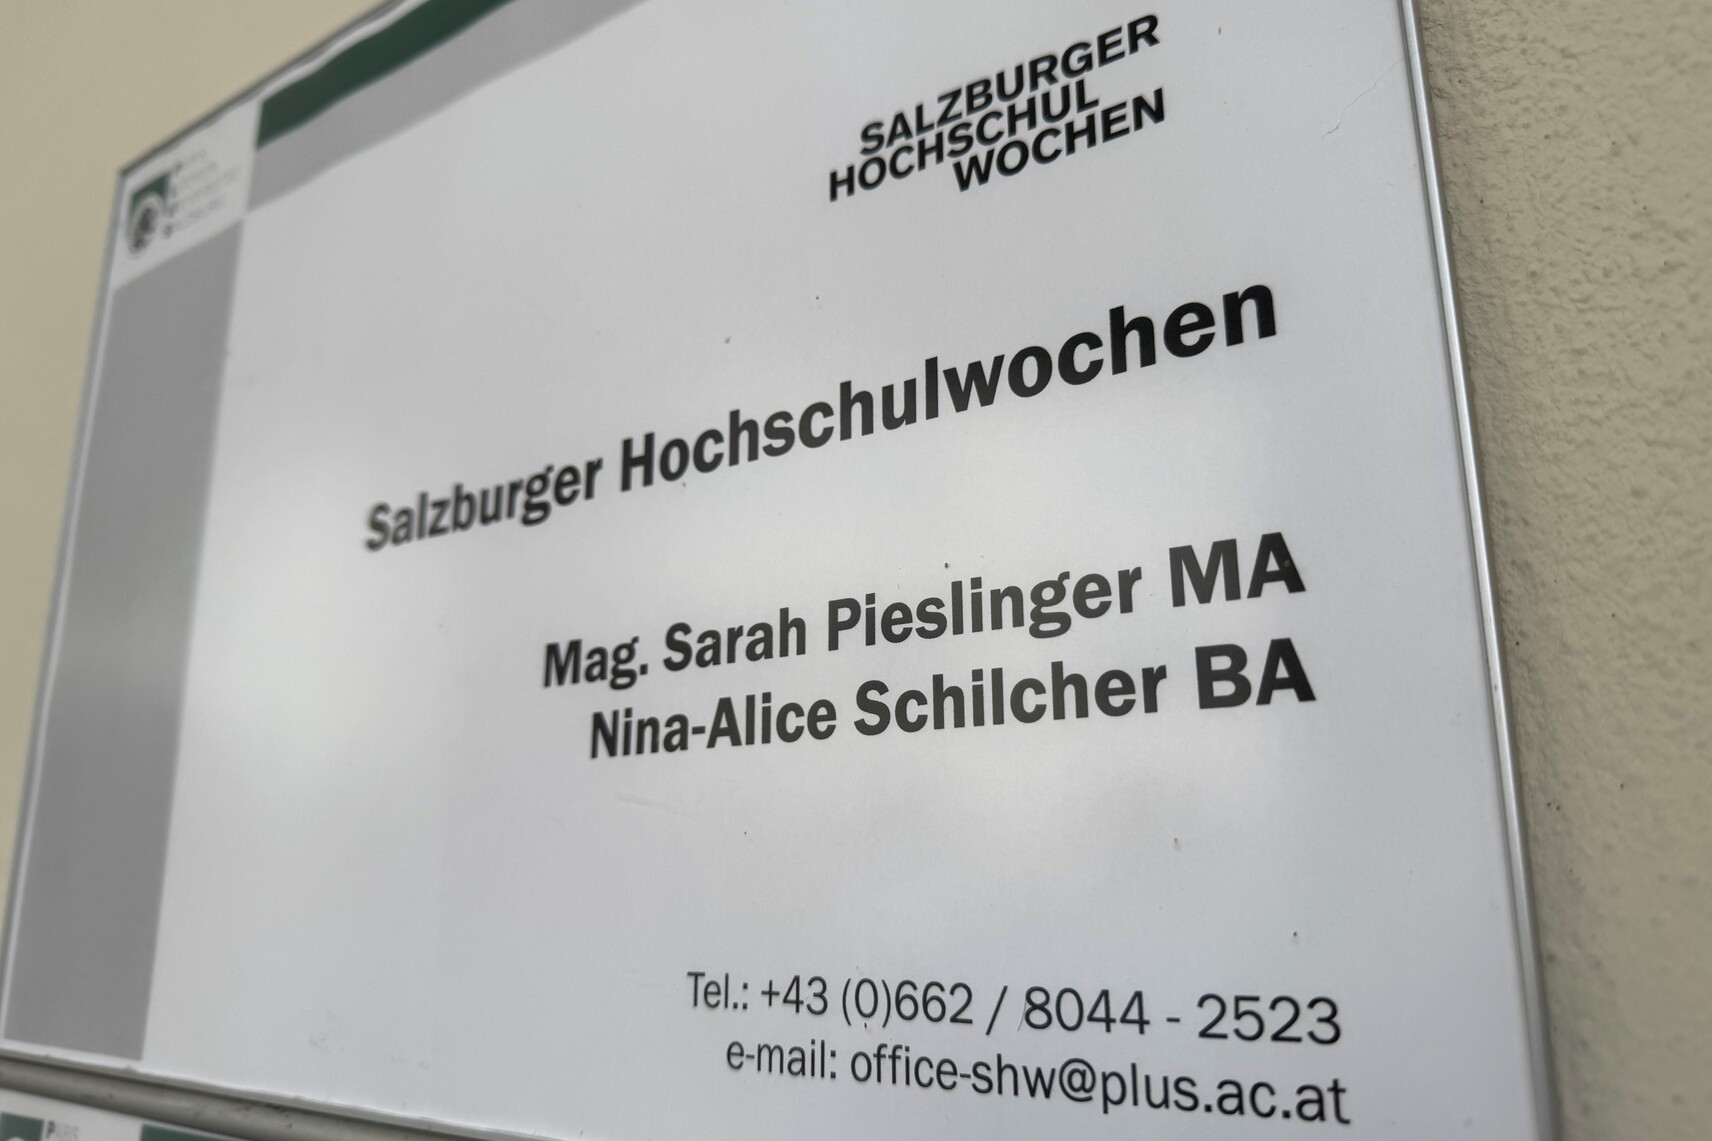 SALZBURGER
HOCHSCHUL
WOCHEN
Salzburger Hochschulwochen
Mag. Sarah Pieslinger MA
Nina-Alice Schilcher BA
Tel.: +43 (0)662 / 8044 - 2523
e-mail: office-shw@plus.ac.at